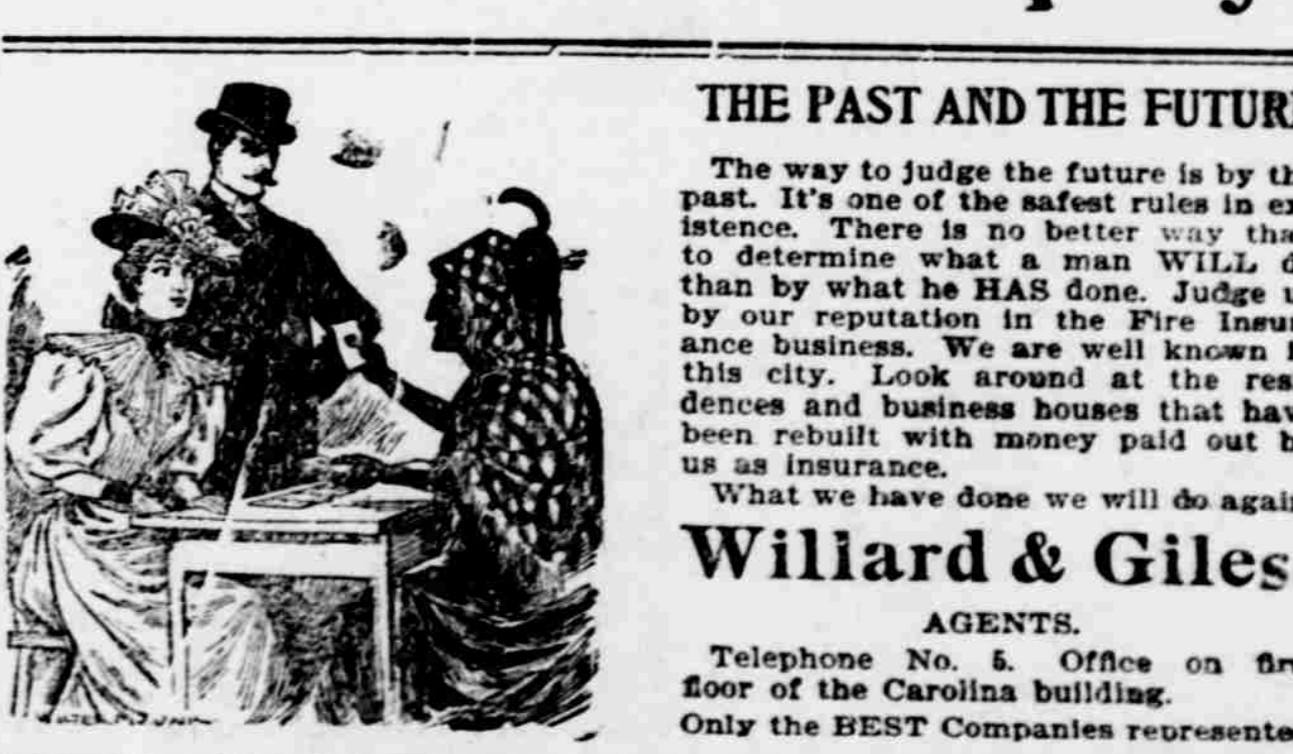 THE PAST AND THE FUTUR
The way to judge the future is by th
past. It's one of the safest rules in ex
istence. There is no better way tha
to determine what a man WILL d
than by what he HAS done. Judge u
by our reputation in the Fire Insur
ance business. We are well known i
this city. Look around at the res
dences and business houses that hav
been rebuilt with money paid out b
us as insurance.
What we have done we will do again
Willard & Giles
AGENTS.
Telephone No. 5. Office on fir
floor of the Carolina building.
Only the BEST Companies represente